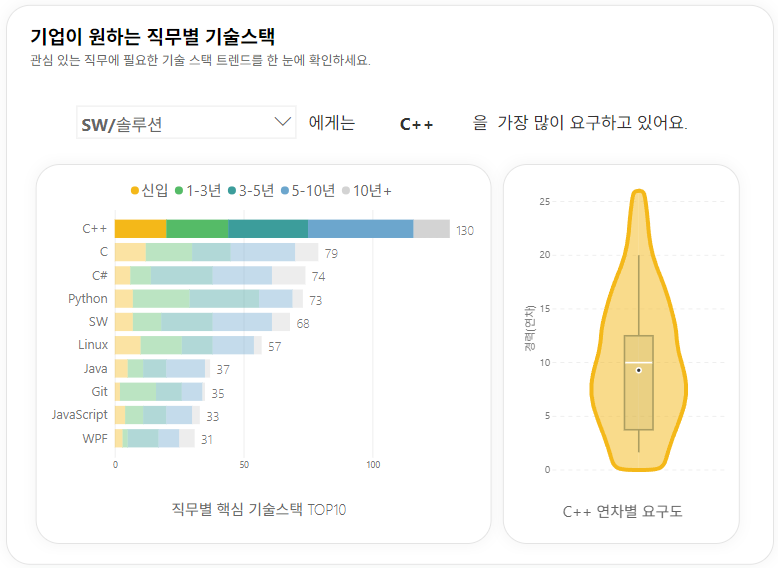 기업이 원하는 직무별 기술스택
관심 있는 직무에 필요한 기술 스택 트렌드를 한 눈에 확인하세요.
SW/솔루션 에게는 C++ 을 가장 많이 요구하고 있어요.
신입 1-3년 3-5년 5-10년 10년+
C++ 130
C 79
C# 74
Python 73
SW 68
Linux 57
Java 37
Git 35
JavaScript 33
WPF 31
0 50 100
직무별 핵심 기술스택 TOP10
25
20
15
10
5
0
경력(연차)
C++ 연차별 요구도